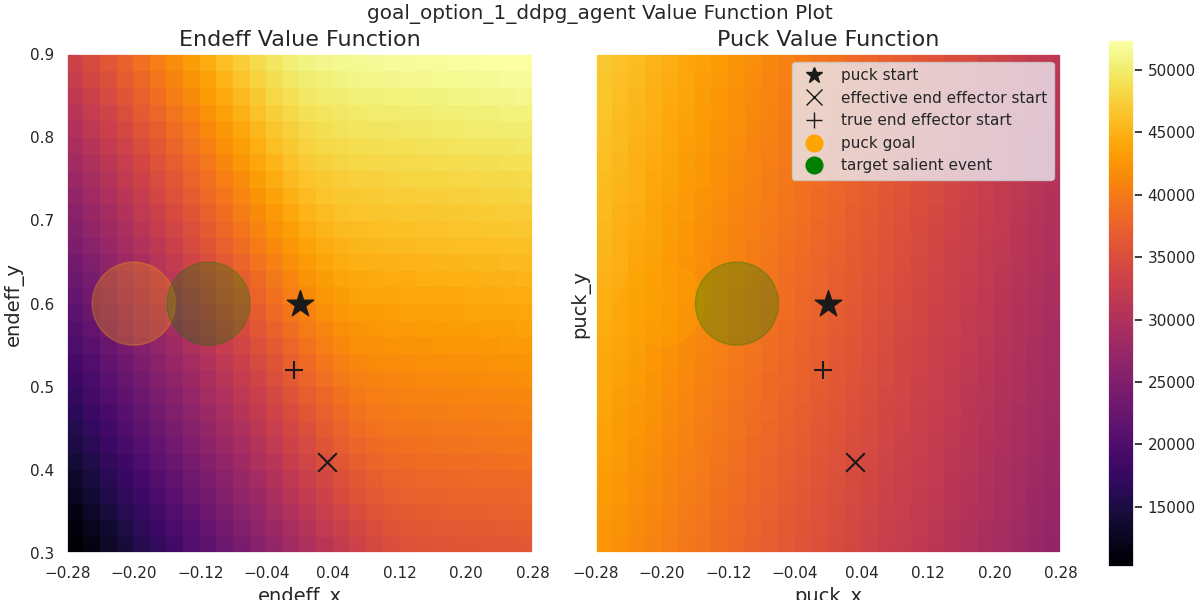 goal_option_1_ddpg_agent Value Function Plot
Endeff Value Function
0.9
0.8
0.7
0.6
0.5
0.4
0.3
endeff_y
−0.28 −0.20 −0.12 −0.04 0.04 0.12 0.20 0.28
endeff_x
Puck Value Function
puck start
effective end effector start
true end effector start
puck goal
target salient event
puck_y
−0.28 −0.20 −0.12 −0.04 0.04 0.12 0.20 0.28
puck_x
50000
45000
40000
35000
30000
25000
20000
15000